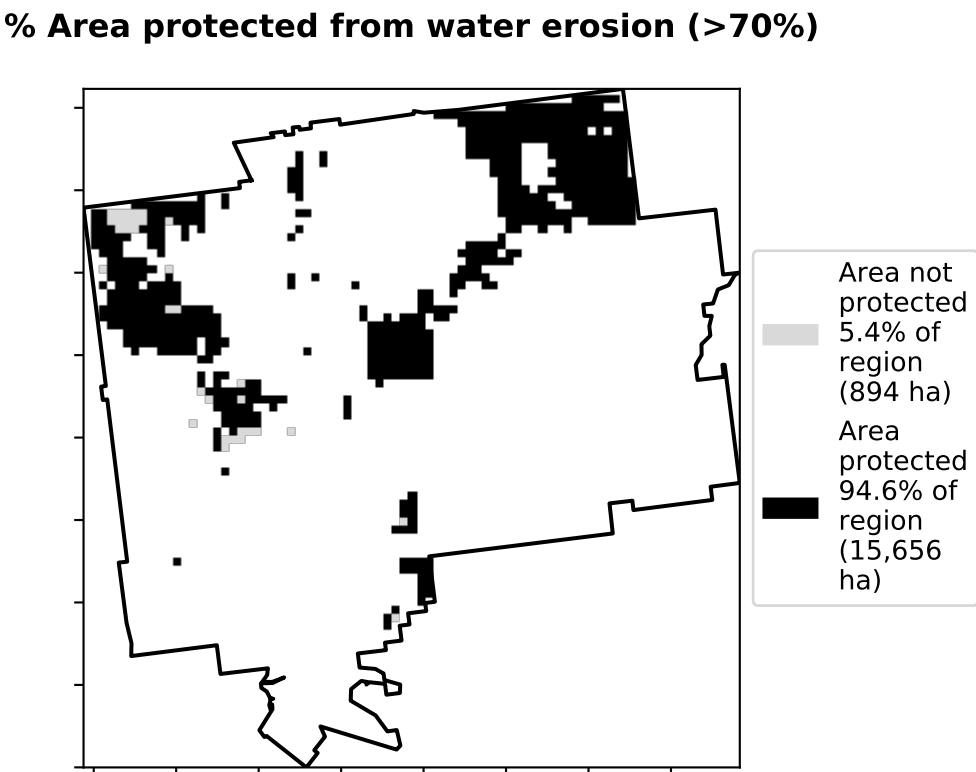 % Area protected from water erosion (>70%)
Area not
protected
5.4% of
region
(894 ha)
Area
protected
94.6% of
region
(15,656
ha)